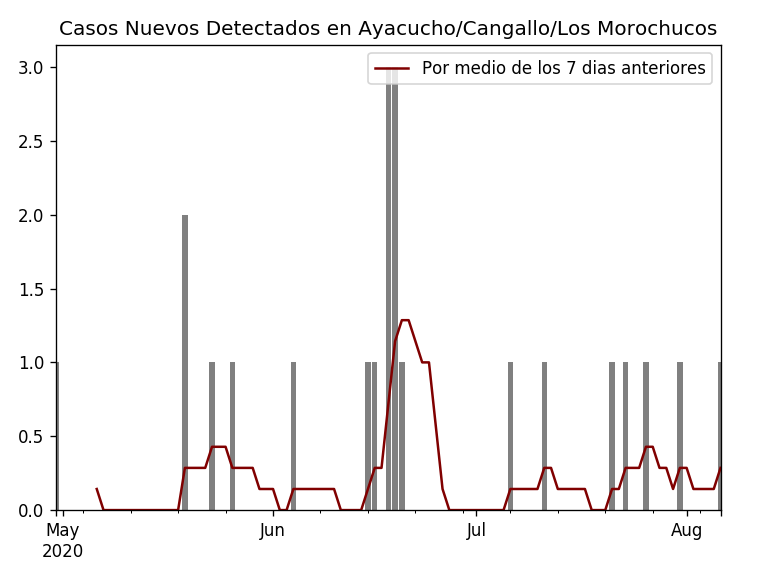 Casos Nuevos Detectados en Ayacucho/Cangallo/Los Morochucos
Por medio de los 7 dias anteriores
3.0
2.5
2.0
1.5
1.0
0.5
0.0
May Jun Jul Aug
2020